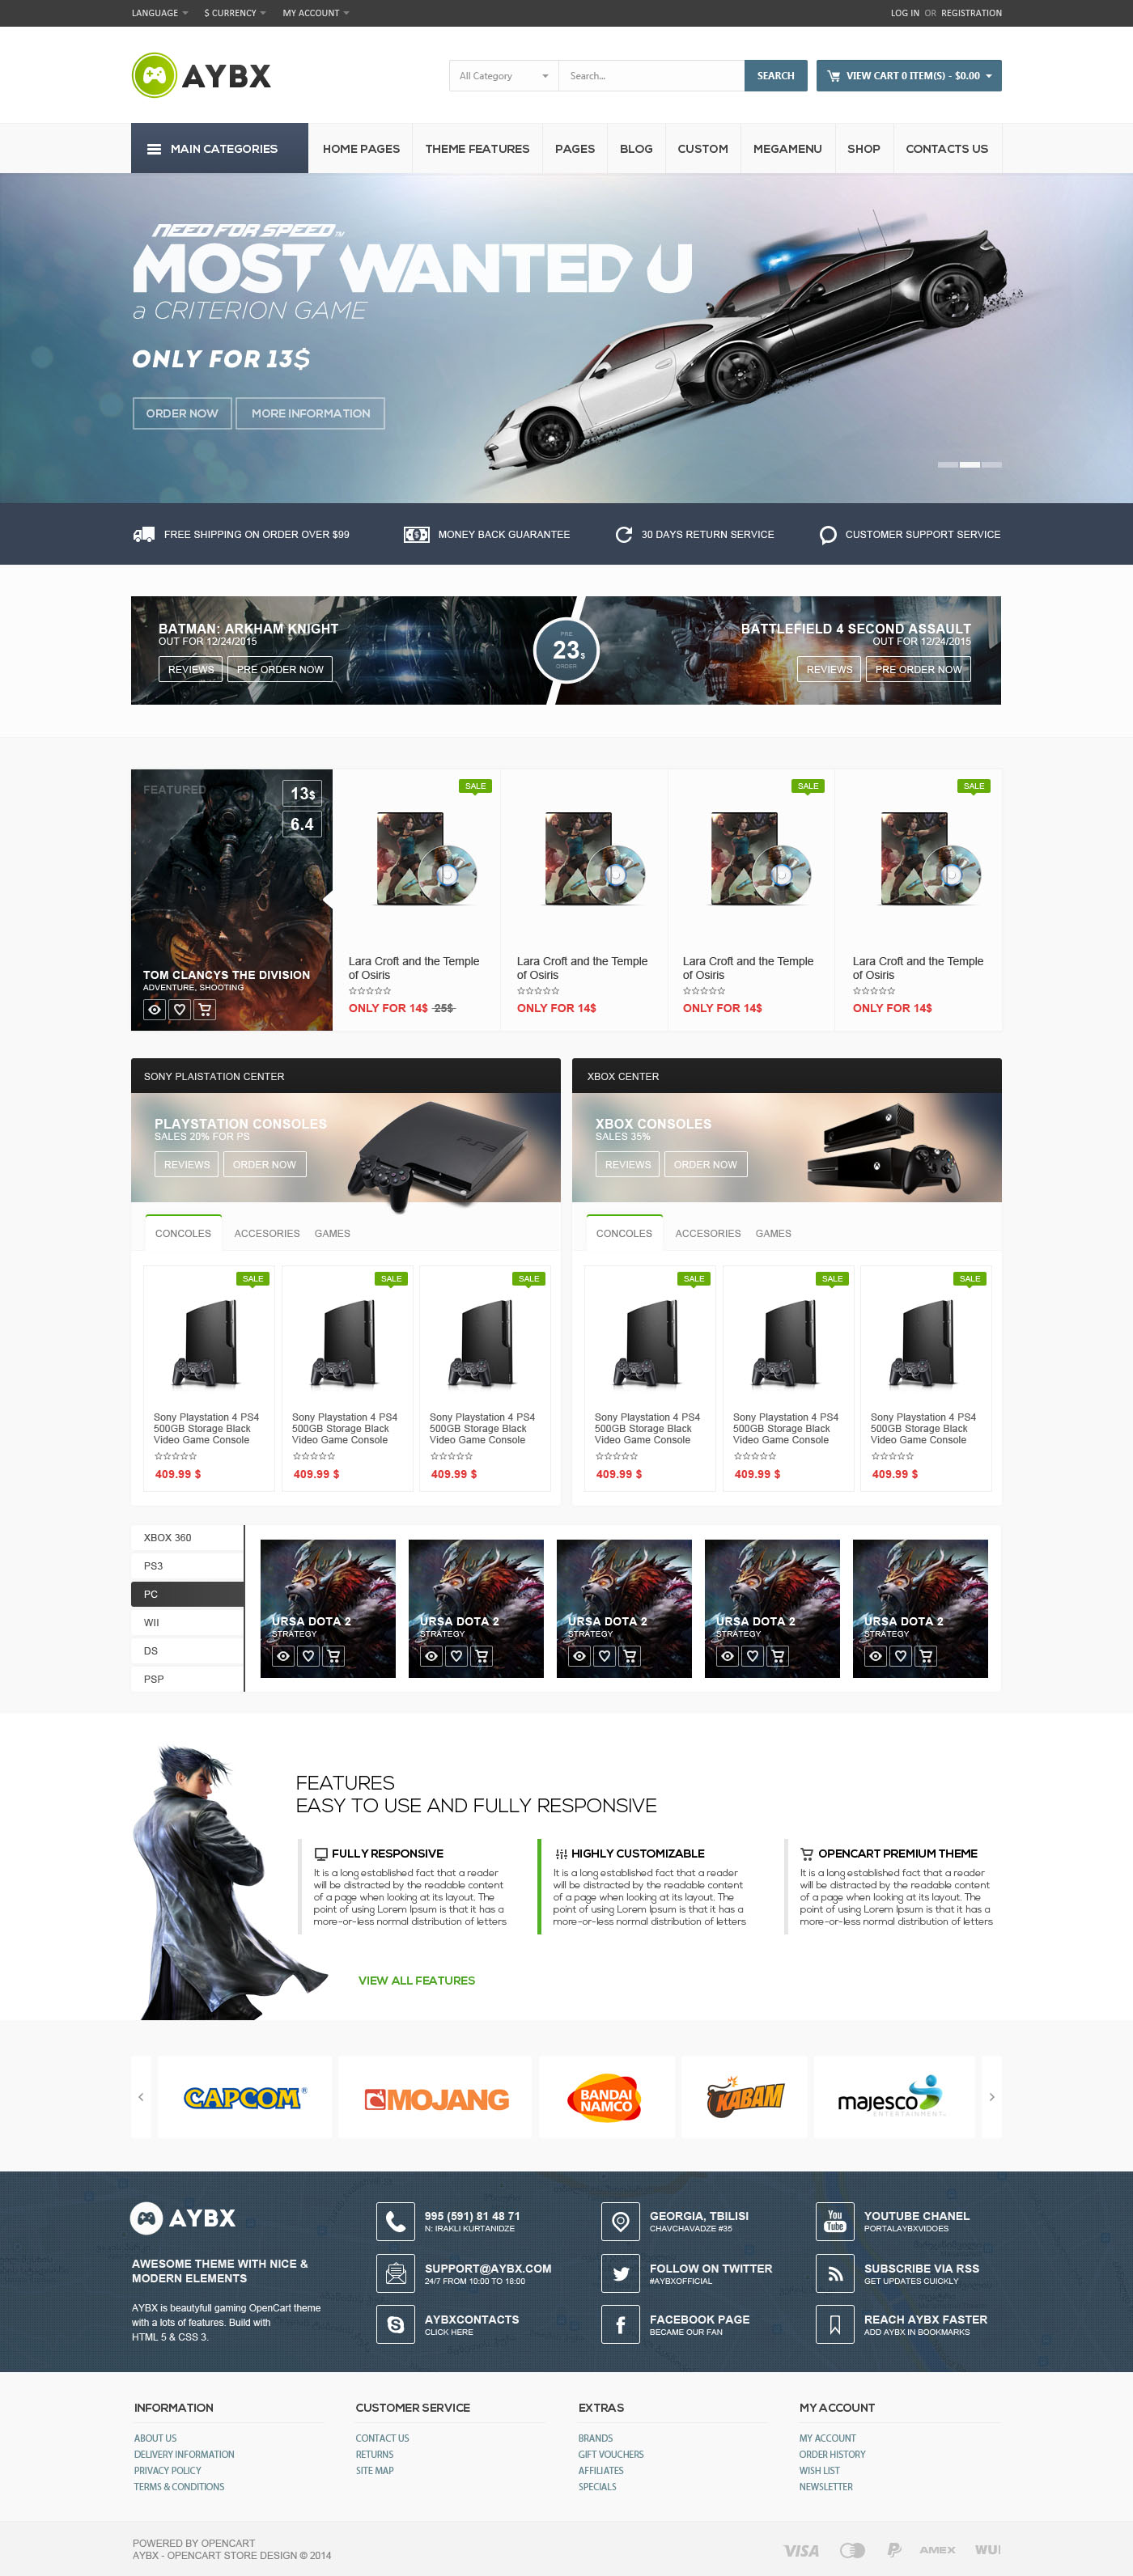 LANGUAGE $ CURRENCY MY ACCOUNT LOG IN OR REGISTRATION
AYBX
All Category Search... SEARCH VIEW CART 0 ITEM(S) - $0.00
MAIN CATEGORIES HOME PAGES THEME FEATURES PAGES BLOG CUSTOM MEGAMENU SHOP CONTACTS US
NEED FOR SPEED™
MOST WANTED U
a CRITERION GAME
ONLY FOR 13$
ORDER NOW MORE INFORMATION
FREE SHIPPING ON ORDER OVER $99 MONEY BACK GUARANTEE 30 DAYS RETURN SERVICE CUSTOMER SUPPORT SERVICE
BATMAN: ARKHAM KNIGHT
OUT FOR 12/24/2015
REVIEWS PRE ORDER NOW
PRE
23$
ORDER
BATTLEFIELD 4 SECOND ASSAULT
OUT FOR 12/24/2015
REVIEWS PRE ORDER NOW
FEATURED
13$
6.4
TOM CLANCYS THE DIVISION
ADVENTURE, SHOOTING
SALE
Lara Croft and the Temple
of Osiris
ONLY FOR 14$ 25$
Lara Croft and the Temple
of Osiris
ONLY FOR 14$
SALE
Lara Croft and the Temple
of Osiris
ONLY FOR 14$
SALE
Lara Croft and the Temple
of Osiris
ONLY FOR 14$
SONY PLAISTATION CENTER
PLAYSTATION CONSOLES
SALES 20% FOR PS
REVIEWS ORDER NOW
PS3
CONCOLES ACCESORIES GAMES
SALE
Sony Playstation 4 PS4
500GB Storage Black
Video Game Console
409.99 $
SALE
Sony Playstation 4 PS4
500GB Storage Black
Video Game Console
409.99 $
SALE
Sony Playstation 4 PS4
500GB Storage Black
Video Game Console
409.99 $
XBOX CENTER
XBOX CONSOLES
SALES 35%
REVIEWS ORDER NOW
CONCOLES ACCESORIES GAMES
SALE
Sony Playstation 4 PS4
500GB Storage Black
Video Game Console
409.99 $
SALE
Sony Playstation 4 PS4
500GB Storage Black
Video Game Console
409.99 $
SALE
Sony Playstation 4 PS4
500GB Storage Black
Video Game Console
409.99 $
XBOX 360
PS3
PC
WII
DS
PSP
URSA DOTA 2
STRATEGY
URSA DOTA 2
STRATEGY
URSA DOTA 2
STRATEGY
URSA DOTA 2
STRATEGY
URSA DOTA 2
STRATEGY
FEATURES
EASY TO USE AND FULLY RESPONSIVE
FULLY RESPONSIVE
It is a long established fact that a reader
will be distracted by the readable content
of a page when looking at its layout. The
point of using Lorem Ipsum is that it has a
more-or-less normal distribution of letters
HIGHLY CUSTOMIZABLE
It is a long established fact that a reader
will be distracted by the readable content
of a page when looking at its layout. The
point of using Lorem Ipsum is that it has a
more-or-less normal distribution of letters
OPENCART PREMIUM THEME
It is a long established fact that a reader
will be distracted by the readable content
of a page when looking at its layout. The
point of using Lorem Ipsum is that it has a
more-or-less normal distribution of letters
VIEW ALL FEATURES
CAPCOM®
MOJANG
BANDAI
NAMCO
KABAM
majesco
ENTERTAINMENT™
AYBX
AWESOME THEME WITH NICE &
MODERN ELEMENTS
AYBX is beautyfull gaming OpenCart theme
with a lots of features. Build with
HTML 5 & CSS 3.
995 (591) 81 48 71
N: IRAKLI KURTANIDZE
SUPPORT@AYBX.COM
24/7 FROM 10:00 TO 18:00
AYBXCONTACTS
CLICK HERE
GEORGIA, TBILISI
CHAVCHAVADZE #35
FOLLOW ON TWITTER
#AYBXOFFICIAL
FACEBOOK PAGE
BECAME OUR FAN
You
Tube
YOUTUBE CHANEL
PORTALAYBXVIDOES
SUBSCRIBE VIA RSS
GET UPDATES CUICKLY
REACH AYBX FASTER
ADD AYBX IN BOOKMARKS
INFORMATION
ABOUT US
DELIVERY INFORMATION
PRIVACY POLICY
TERMS & CONDITIONS
CUSTOMER SERVICE
CONTACT US
RETURNS
SITE MAP
EXTRAS
BRANDS
GIFT VOUCHERS
AFFILIATES
SPECIALS
MY ACCOUNT
MY ACCOUNT
ORDER HISTORY
WISH LIST
NEWSLETTER
POWERED BY OPENCART
AYBX - OPENCART STORE DESIGN © 2014
VISA AMEX WU